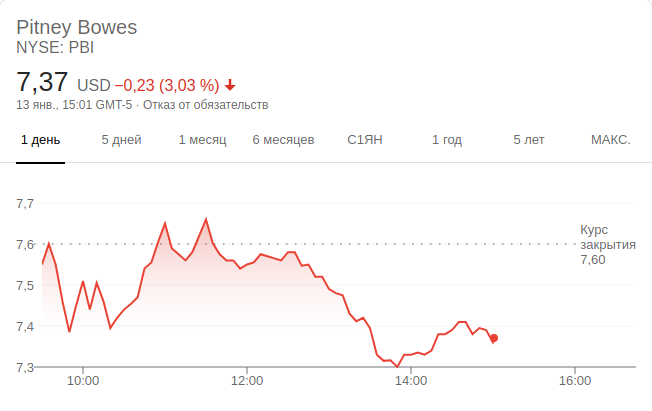 Pitney Bowes
NYSE: PBI
7,37 USD −0,23 (3,03 %)
13 янв., 15:01 GMT-5 · Отказ от обязательств
1 день 5 дней 1 месяц 6 месяцев С1ЯН 1 год 5 лет МАКС.
7,7
Курс
7,6 закрытия
7,60
7,5
7,4
7,3
10:00 12:00 14:00 16:00